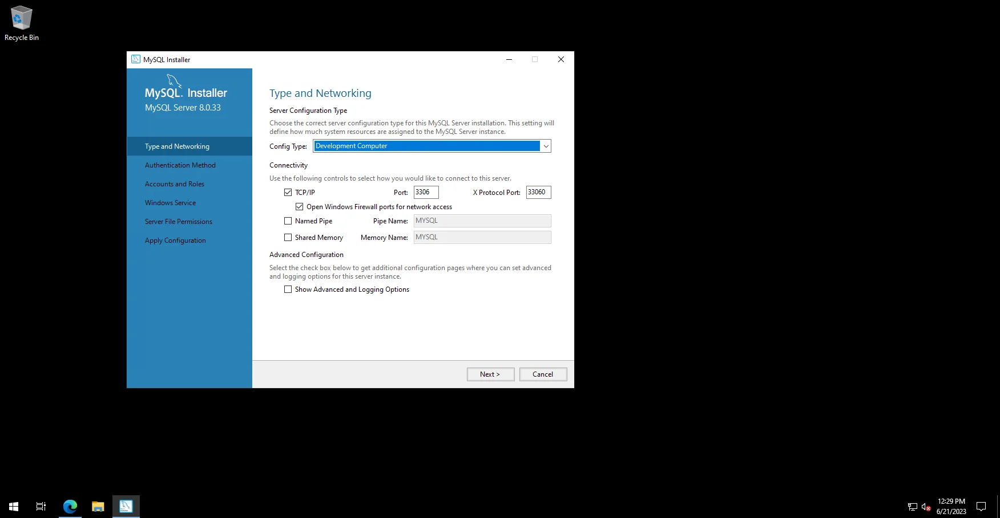 Recycle Bin
MySQL Installer
MySQL. Installer
MySQL Server 8.0.33
Type and Networking
Authentication Method
Accounts and Roles
Windows Service
Server File Permissions
Apply Configuration
Type and Networking
Server Configuration Type
Choose the correct server configuration type for this MySQL Server installation. This setting will
define how much system resources are assigned to the MySQL Server instance.
Config Type: Development Computer
Connectivity
Use the following controls to select how you would like to connect to this server.
TCP/IP Port: 3306 X Protocol Port: 33060
Open Windows Firewall ports for network access
Named Pipe Pipe Name: MYSQL
Shared Memory Memory Name: MYSQL
Advanced Configuration
Select the check box below to get additional configuration pages where you can set advanced
and logging options for this server instance.
Show Advanced and Logging Options
Next > Cancel
12:29 PM
6/21/2023